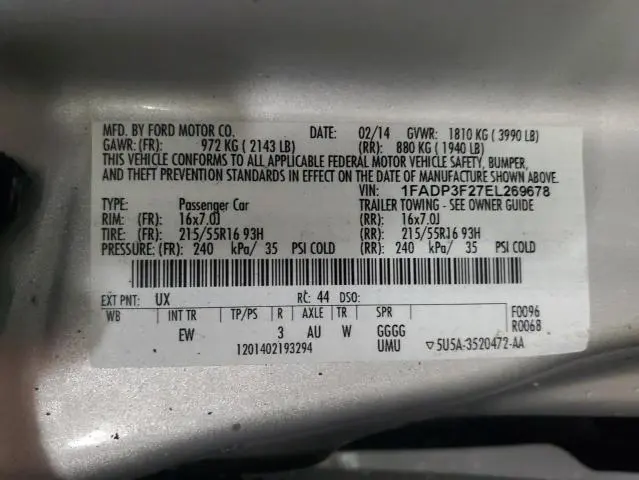 MFD. BY FORD MOTOR CO. DATE: 02/14 GVWR: 1810 KG ( 3990 LB)
GAWR: (FR): 972 KG ( 2143 LB) (RR): 880 KG ( 1940 LB)
THIS VEHICLE CONFORMS TO ALL APPLICABLE FEDERAL MOTOR VEHICLE SAFETY, BUMPER,
AND THEFT PREVENTION STANDARDS IN EFFECT ON THE DATE OF MANUFACTURE SHOWN ABOVE.
VIN: 1FADP3F27EL269678
TYPE: Passenger Car TRAILER TOWING - SEE OWNER GUIDE
RIM: (FR): 16x7.0J (RR): 16x7.0J
TIRE: (FR): 215/55R16 93H (RR): 215/55R16 93H
PRESSURE: (FR): 240 kPa/ 35 PSI COLD (RR): 240 kPa/ 35 PSI COLD
EXT PNT: UX RC: 44 DSO:
WB INT TR TP/PS R AXLE TR SPR F0096
EW 3 AU W GGGG R0068
1201402193294 UMU ▽5U5A-3520472-AA